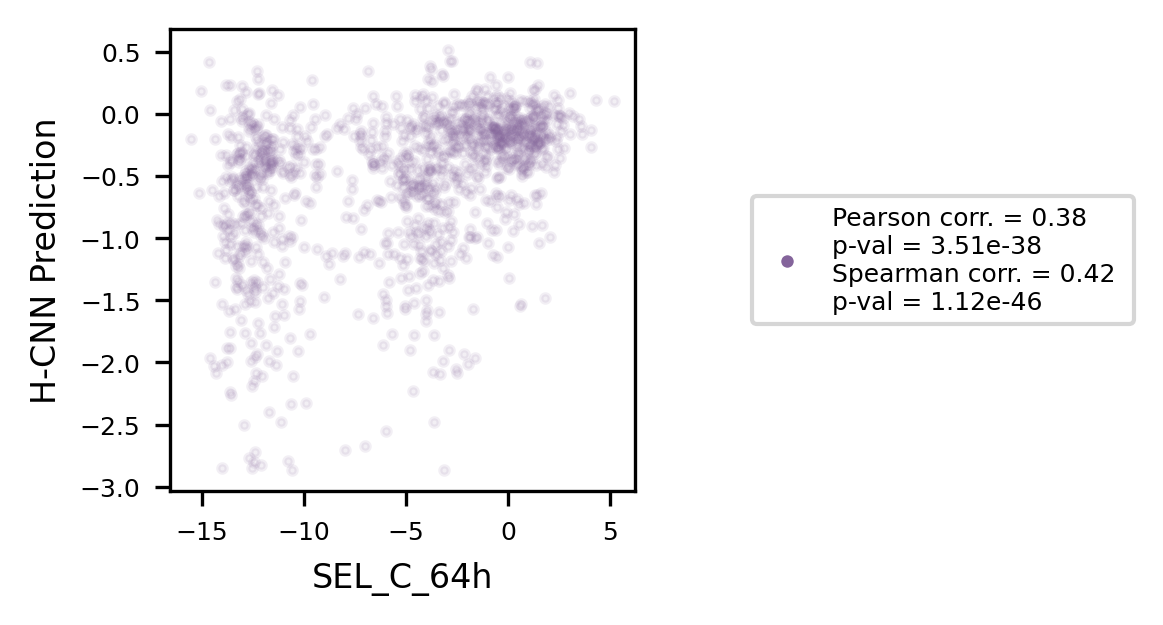 H-CNN Prediction
0.5
0.0
−0.5
−1.0
−1.5
−2.0
−2.5
−3.0
−15
−10
−5
0
5
SEL_C_64h
Pearson corr. = 0.38
p-val = 3.51e-38
Spearman corr. = 0.42
p-val = 1.12e-46